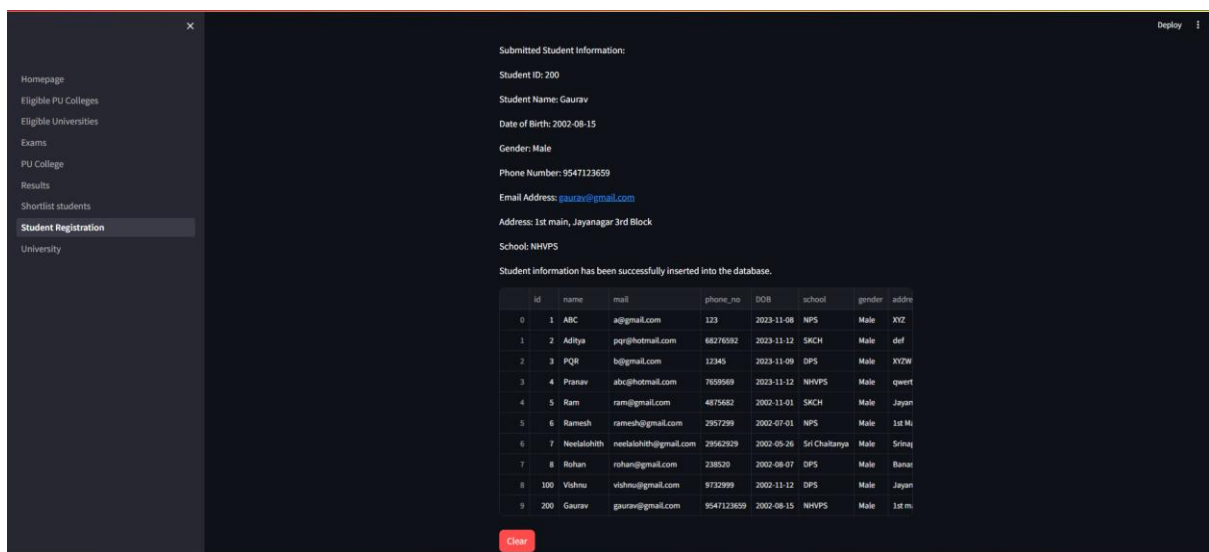 Deploy
Homepage
Eligible PU Colleges
Eligible Universities
Exams
PU College
Results
Shortlist students
Student Registration
University
Submitted Student Information:
Student ID: 200
Student Name: Gaurav
Date of Birth: 2002-08-15
Gender: Male
Phone Number: 9547123659
Email Address: gaurav@gmail.com
Address: 1st main, Jayanagar 3rd Block
School: NHVPS
Student information has been successfully inserted into the database.
id name mail phone_no DOB school gender addre
0 1 ABC a@gmail.com 123 2023-11-08 NPS Male XYZ
1 2 Aditya pqr@hotmail.com 68276592 2023-11-12 SKCH Male def
2 3 PQR b@gmail.com 12345 2023-11-09 DPS Male XYZW
3 4 Pranav abc@hotmail.com 7659569 2023-11-12 NHVPS Male qwert
4 5 Ram ram@gmail.com 4875682 2002-11-01 SKCH Male Jayan
5 6 Ramesh ramesh@gmail.com 2957299 2002-07-01 NPS Male 1st Ma
6 7 Neelalohith neelalohith@gmail.com 29562929 2002-05-26 Sri Chaitanya Male Srinag
7 8 Rohan rohan@gmail.com 238520 2002-08-07 DPS Male Banas
8 100 Vishnu vishnu@gmail.com 9732999 2002-11-12 DPS Male Jayan
9 200 Gaurav gaurav@gmail.com 9547123659 2002-08-15 NHVPS Male 1st m
Clear